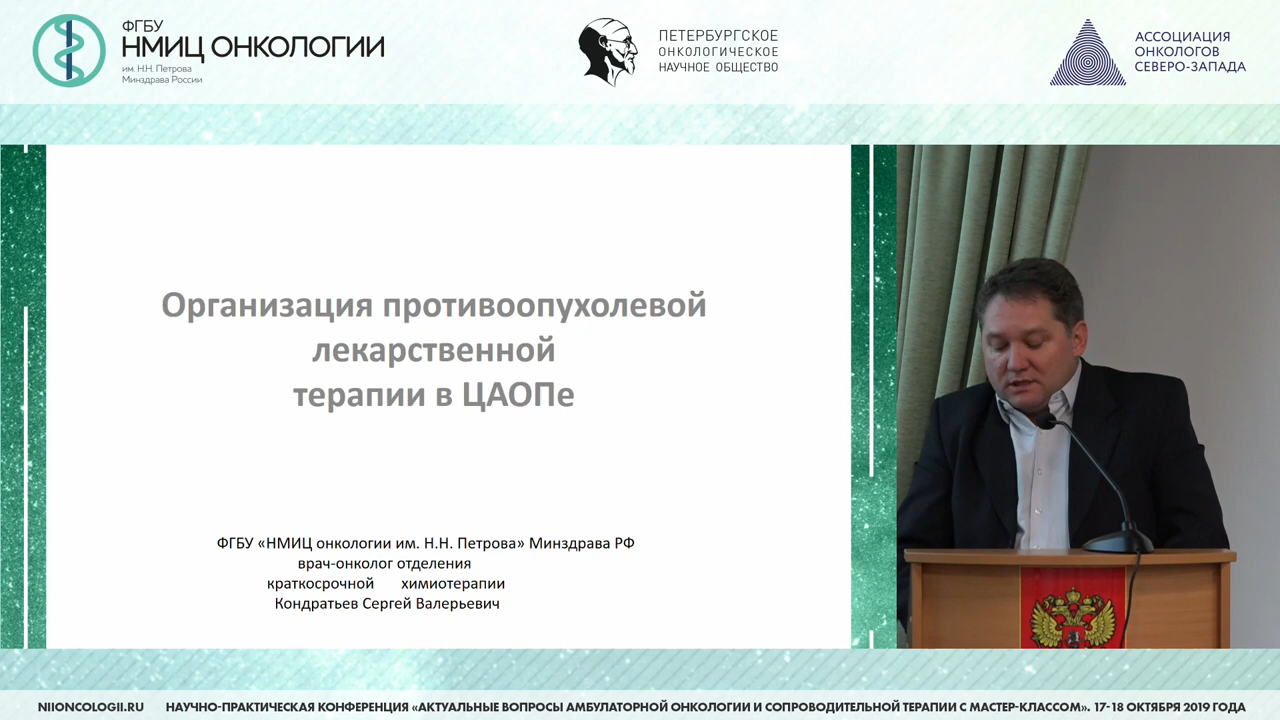 ФГБУ
НМИЦ ОНКОЛОГИИ
им. Н.Н. Петрова
Минздрава России
ПЕТЕРБУРГСКОЕ
ОНКОЛОГИЧЕСКОЕ
НАУЧНОЕ ОБЩЕСТВО
АССОЦИАЦИЯ
ОНКОЛОГОВ
СЕВЕРО-ЗАПАДА
Организация противоопухолевой
лекарственной
терапии в ЦАОПе
ФГБУ «НМИЦ онкологии им. Н.Н. Петрова» Минздрава РФ
врач-онколог отделения
краткосрочной химиотерапии
Кондратьев Сергей Валерьевич
NIIONCOLOGII.RU НАУЧНО-ПРАКТИЧЕСКАЯ КОНФЕРЕНЦИЯ «АКТУАЛЬНЫЕ ВОПРОСЫ АМБУЛАТОРНОЙ ОНКОЛОГИИ И СОПРОВОДИТЕЛЬНОЙ ТЕРАПИИ С МАСТЕР-КЛАССОМ». 17-18 ОКТЯБРЯ 2019 ГОДА